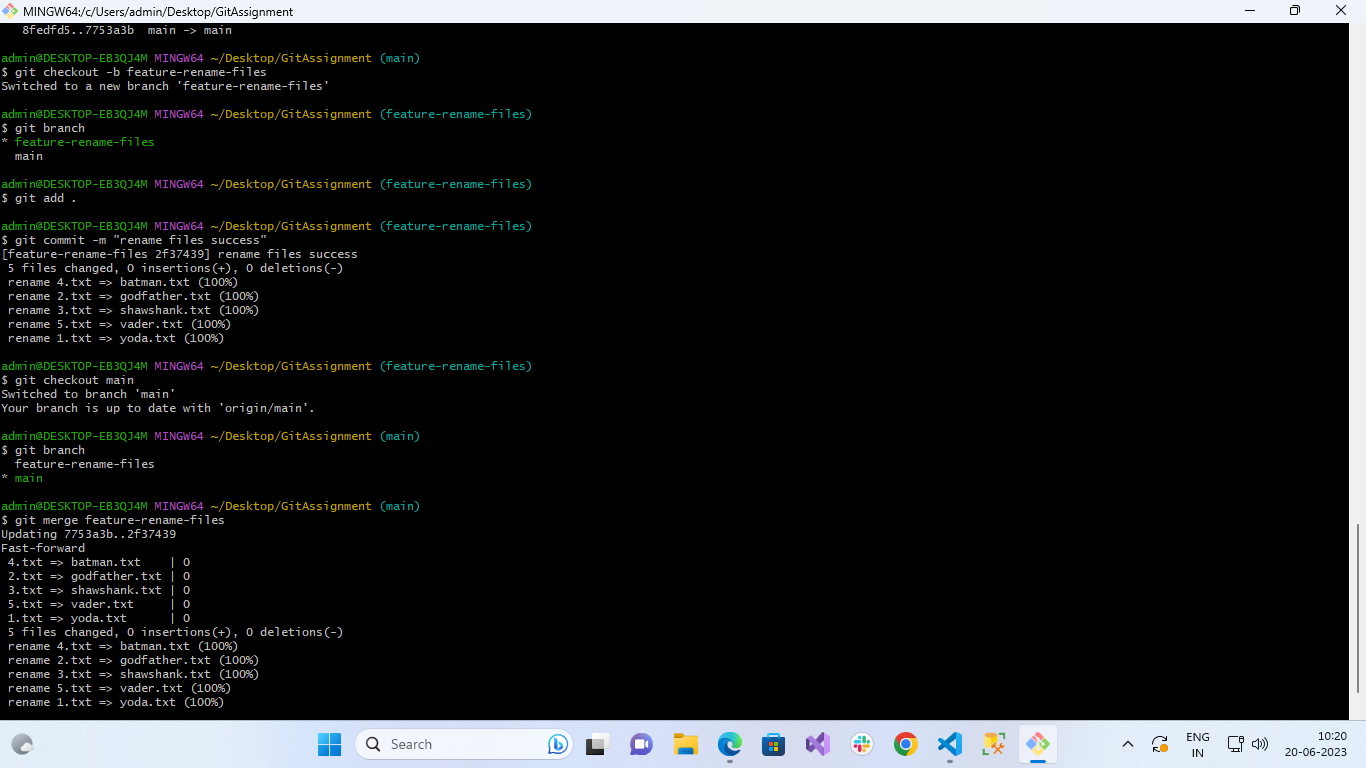 MINGW64:/c/Users/admin/Desktop/GitAssignment
8fedfd5..7753a3b  main -> main
admin@DESKTOP-EB3QJ4M MINGW64 ~/Desktop/GitAssignment (main)
$ git checkout -b feature-rename-files
Switched to a new branch 'feature-rename-files'
admin@DESKTOP-EB3QJ4M MINGW64 ~/Desktop/GitAssignment (feature-rename-files)
$ git branch
* feature-rename-files
  main
admin@DESKTOP-EB3QJ4M MINGW64 ~/Desktop/GitAssignment (feature-rename-files)
$ git add .
admin@DESKTOP-EB3QJ4M MINGW64 ~/Desktop/GitAssignment (feature-rename-files)
$ git commit -m "rename files success"
[feature-rename-files 2f37439] rename files success
 5 files changed, 0 insertions(+), 0 deletions(-)
 rename 4.txt => batman.txt (100%)
 rename 2.txt => godfather.txt (100%)
 rename 3.txt => shawshank.txt (100%)
 rename 5.txt => vader.txt (100%)
 rename 1.txt => yoda.txt (100%)
admin@DESKTOP-EB3QJ4M MINGW64 ~/Desktop/GitAssignment (feature-rename-files)
$ git checkout main
Switched to branch 'main'
Your branch is up to date with 'origin/main'.
admin@DESKTOP-EB3QJ4M MINGW64 ~/Desktop/GitAssignment (main)
$ git branch
  feature-rename-files
* main
admin@DESKTOP-EB3QJ4M MINGW64 ~/Desktop/GitAssignment (main)
$ git merge feature-rename-files
Updating 7753a3b..2f37439
Fast-forward
 4.txt => batman.txt    | 0
 2.txt => godfather.txt | 0
 3.txt => shawshank.txt | 0
 5.txt => vader.txt     | 0
 1.txt => yoda.txt      | 0
 5 files changed, 0 insertions(+), 0 deletions(-)
 rename 4.txt => batman.txt (100%)
 rename 2.txt => godfather.txt (100%)
 rename 3.txt => shawshank.txt (100%)
 rename 5.txt => vader.txt (100%)
 rename 1.txt => yoda.txt (100%)
Search
ENG
IN
10:20
20-06-2023